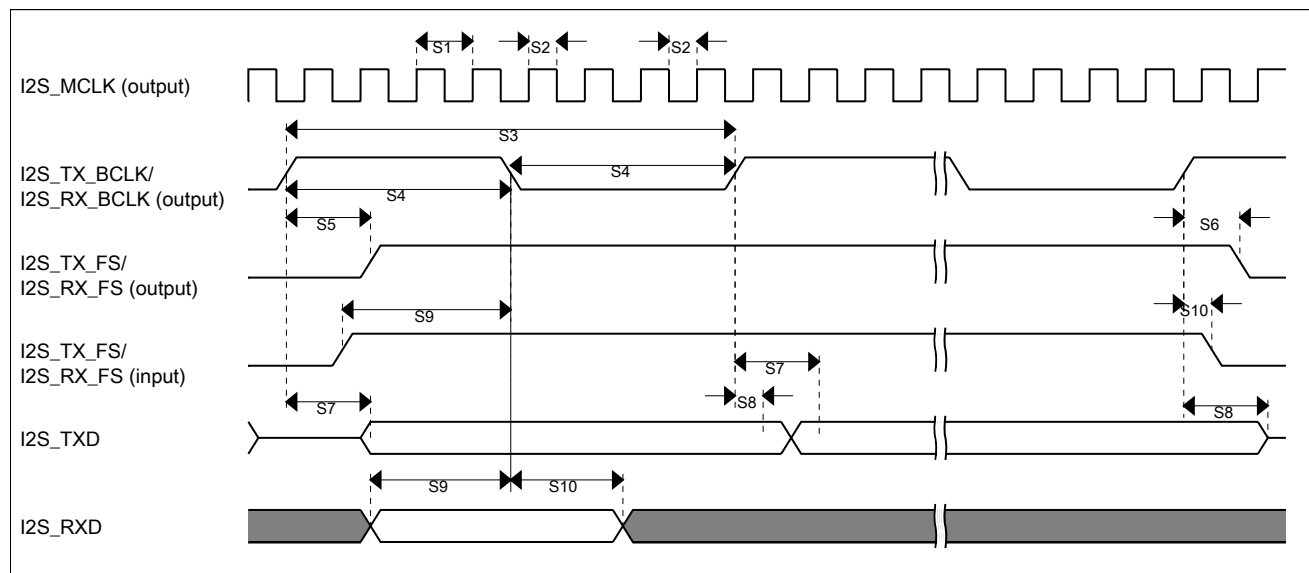 S1
S2
S2
I2S_MCLK (output)
S3
I2S_TX_BCLK/
I2S_RX_BCLK (output)
S4
S4
S5
S6
I2S_TX_FS/
I2S_RX_FS (output)
S9
S10
I2S_TX_FS/
I2S_RX_FS (input)
S7
S7
S8
S8
I2S_TXD
S9
S10
I2S_RXD